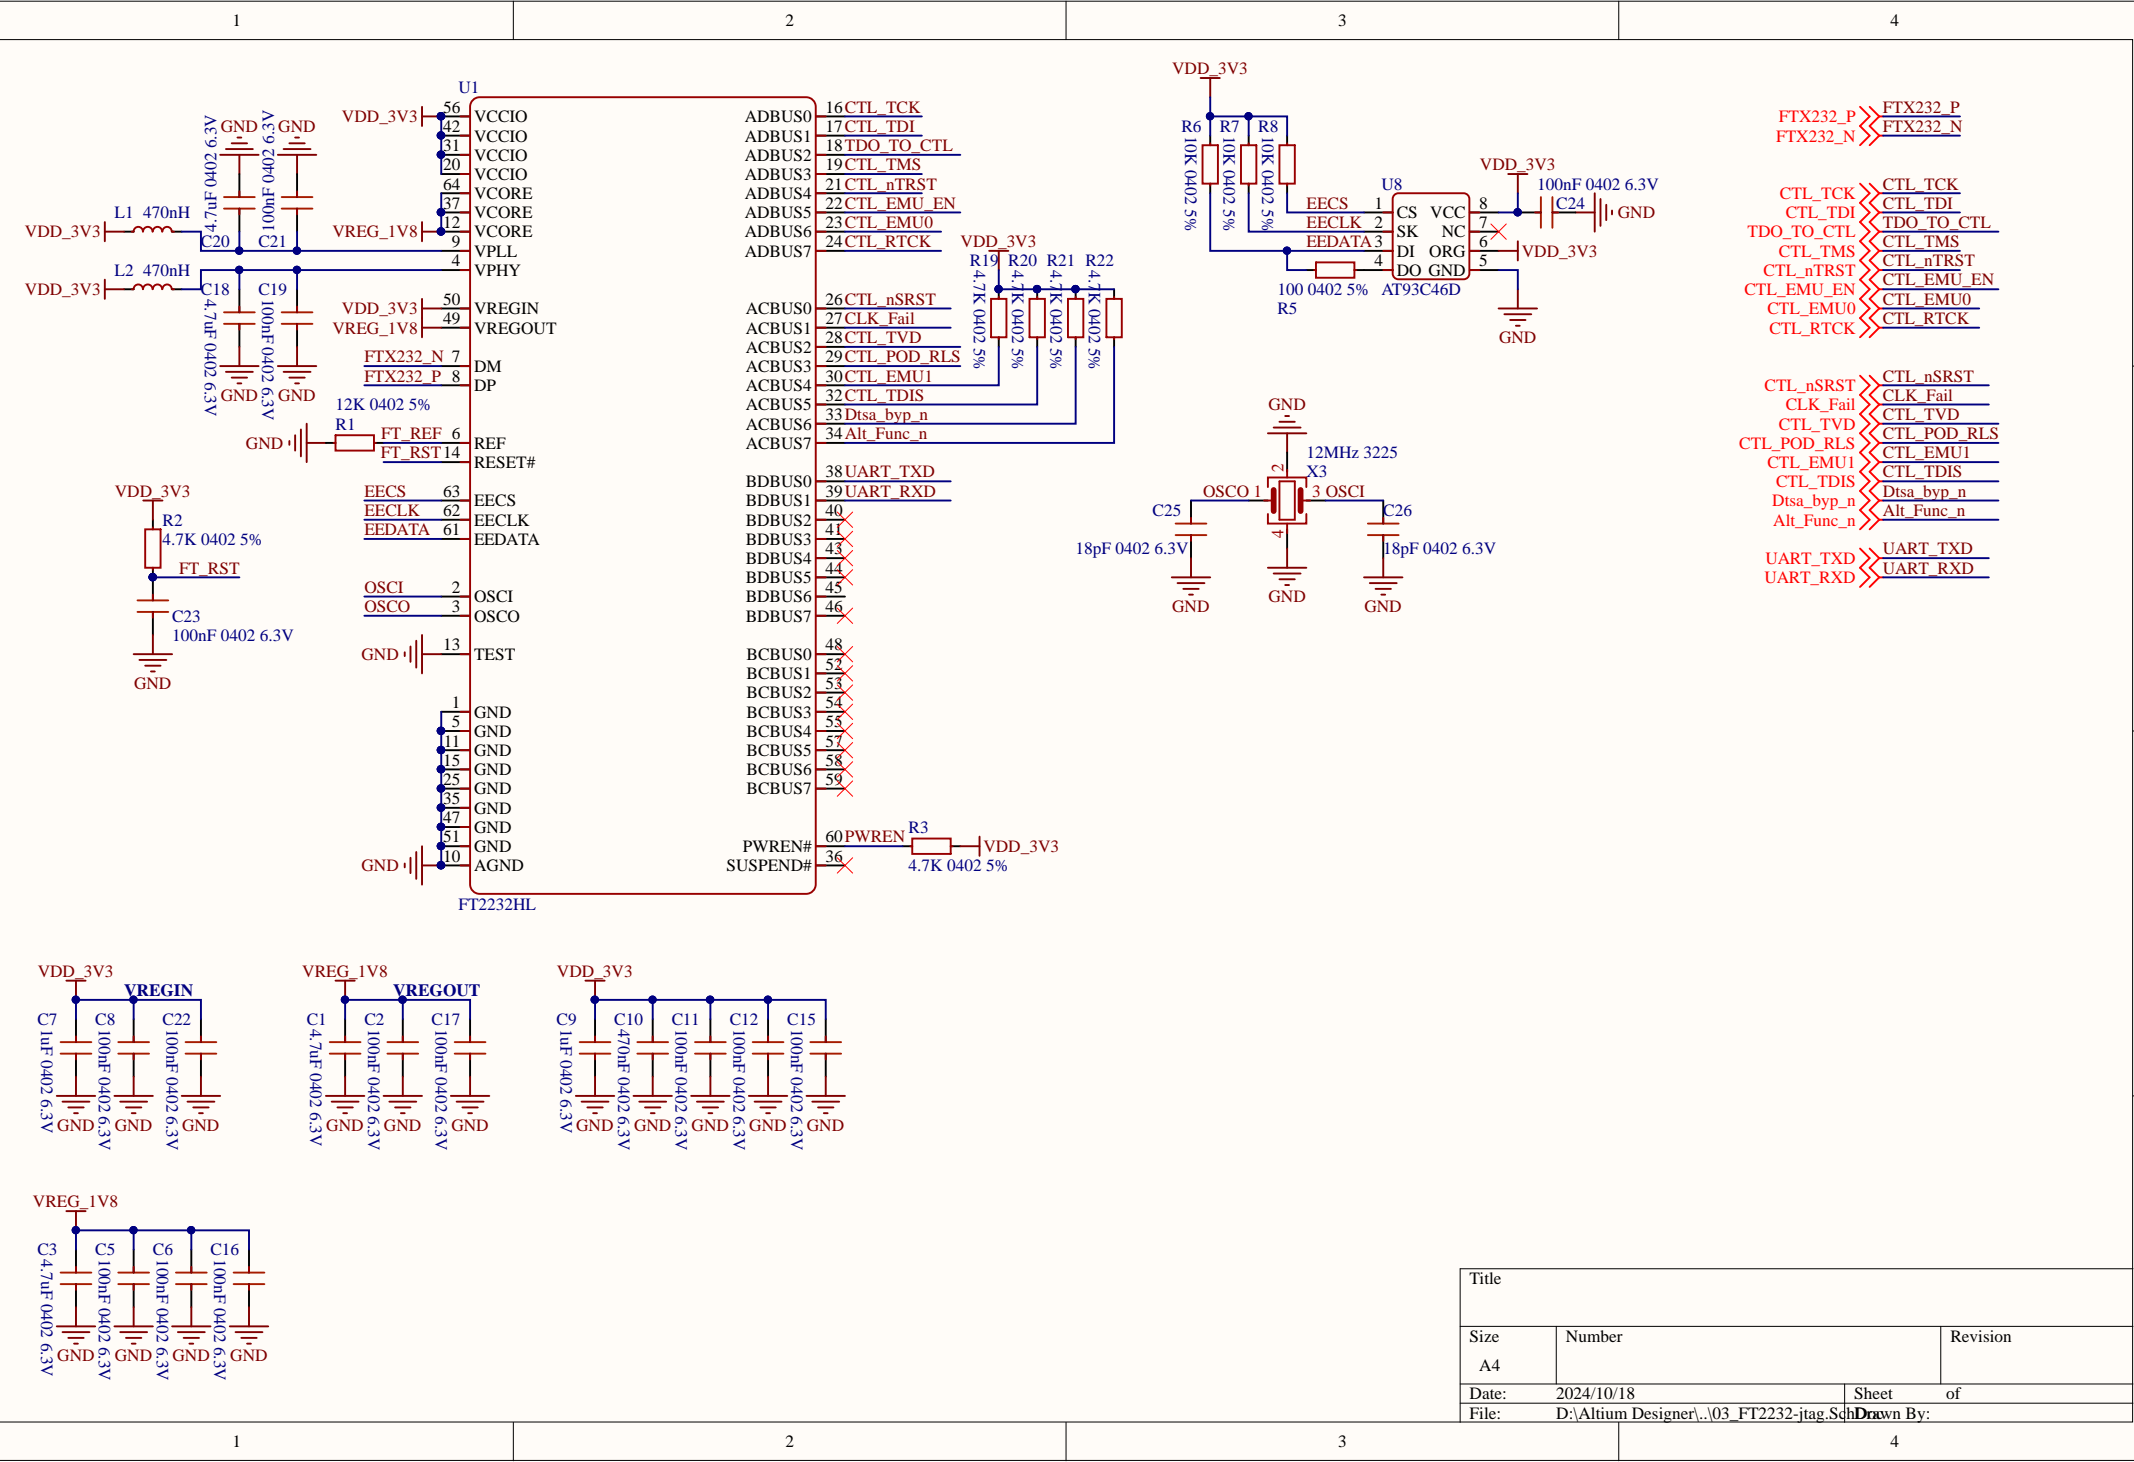 1 2 3 4
U1
VDD_3V3 56 VCCIO
42 VCCIO
31 VCCIO
20 VCCIO
64 VCORE
37 VCORE
VREG_1V8 12 VCORE
9 VPLL
4 VPHY
VDD_3V3 50 VREGIN
VREG_1V8 49 VREGOUT
FTX232_N 7 DM
FTX232_P 8 DP
FT_REF 6 REF
FT_RST 14 RESET#
EECS 63 EECS
EECLK 62 EECLK
EEDATA 61 EEDATA
OSCI 2 OSCI
OSCO 3 OSCO
GND 13 TEST
1 GND
5 GND
11 GND
15 GND
25 GND
35 GND
47 GND
51 GND
GND 10 AGND
FT2232HL
GND GND
4.7uF 0402 6.3V
100nF 0402 6.3V
C20 C21
L1 470nH
VDD_3V3
L2 470nH
VDD_3V3
C18 C19
4.7uF 0402 6.3V
100nF 0402 6.3V
GND GND
12K 0402 5%
R1
GND
VDD_3V3
R2
4.7K 0402 5%
FT_RST
C23
100nF 0402 6.3V
GND
ADBUS0 16 CTL_TCK
ADBUS1 17 CTL_TDI
ADBUS2 18 TDO_TO_CTL
ADBUS3 19 CTL_TMS
ADBUS4 21 CTL_nTRST
ADBUS5 22 CTL_EMU_EN
ADBUS6 23 CTL_EMU0
ADBUS7 24 CTL_RTCK
ACBUS0 26 CTL_nSRST
ACBUS1 27 CLK_Fail
ACBUS2 28 CTL_TVD
ACBUS3 29 CTL_POD_RLS
ACBUS4 30 CTL_EMU1
ACBUS5 32 CTL_TDIS
ACBUS6 33 Dtsa_byp_n
ACBUS7 34 Alt_Func_n
BDBUS0 38 UART_TXD
BDBUS1 39 UART_RXD
BDBUS2 40
BDBUS3 41
BDBUS4 43
BDBUS5 44
BDBUS6 45
BDBUS7 46
BCBUS0 48
BCBUS1 52
BCBUS2 53
BCBUS3 54
BCBUS4 55
BCBUS5 57
BCBUS6 58
BCBUS7 59
PWREN# 60 PWREN R3 VDD_3V3
4.7K 0402 5%
SUSPEND# 36
VDD_3V3
R19 R20 R21 R22
4.7K 0402 5%
4.7K 0402 5%
4.7K 0402 5%
4.7K 0402 5%
VDD_3V3
R6 R7 R8
10K 0402 5%
10K 0402 5%
10K 0402 5%
U8
EECS 1 CS VCC 8
EECLK 2 SK NC 7
EEDATA 3 DI ORG 6 VDD_3V3
4 DO GND 5
100 0402 5% AT93C46D
R5
VDD_3V3
100nF 0402 6.3V
C24 GND
GND
GND
12MHz 3225
X3
2
OSCO 1 3 OSCI
4
C25 C26
18pF 0402 6.3V 18pF 0402 6.3V
GND GND GND
FTX232_P FTX232_P
FTX232_N FTX232_N
CTL_TCK CTL_TCK
CTL_TDI CTL_TDI
TDO_TO_CTL TDO_TO_CTL
CTL_TMS CTL_TMS
CTL_nTRST CTL_nTRST
CTL_EMU_EN CTL_EMU_EN
CTL_EMU0 CTL_EMU0
CTL_RTCK CTL_RTCK
CTL_nSRST CTL_nSRST
CLK_Fail CLK_Fail
CTL_TVD CTL_TVD
CTL_POD_RLS CTL_POD_RLS
CTL_EMU1 CTL_EMU1
CTL_TDIS CTL_TDIS
Dtsa_byp_n Dtsa_byp_n
Alt_Func_n Alt_Func_n
UART_TXD UART_TXD
UART_RXD UART_RXD
VDD_3V3
VREGIN
C7 C8 C22
1uF 0402 6.3V
100nF 0402 6.3V
100nF 0402 6.3V
GND GND GND
VREG_1V8
VREGOUT
C1 C2 C17
4.7uF 0402 6.3V
100nF 0402 6.3V
100nF 0402 6.3V
GND GND GND
VDD_3V3
C9 C10 C11 C12 C15
1uF 0402 6.3V
470nF 0402 6.3V
100nF 0402 6.3V
100nF 0402 6.3V
100nF 0402 6.3V
GND GND GND GND GND
VREG_1V8
C3 C5 C6 C16
4.7uF 0402 6.3V
100nF 0402 6.3V
100nF 0402 6.3V
100nF 0402 6.3V
GND GND GND GND
Title
Size Number Revision
A4
Date: 2024/10/18 Sheet of
File: D:\Altium Designer\..\03_FT2232-jtag.SchDoc Drawn By:
1 2 3 4